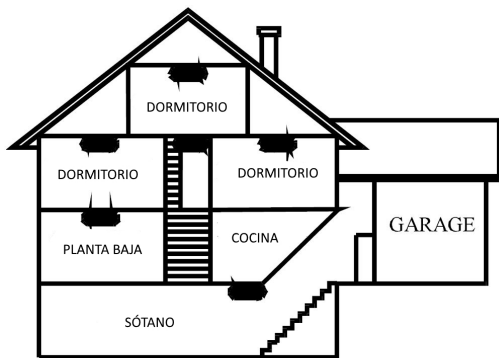 DORMITORIO
DORMITORIO
DORMITORIO
PLANTA BAJA
COCINA
GARAGE
SÓTANO